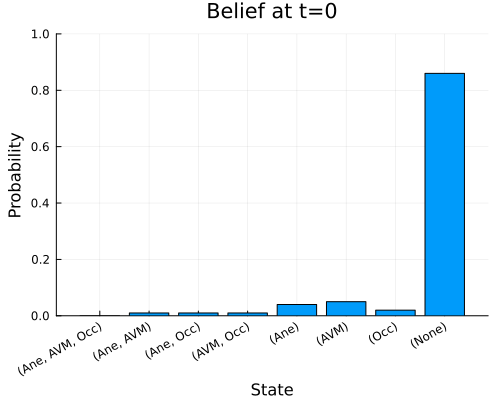 Belief at t=0
Probability
1.0
0.8
0.6
0.4
0.2
0.0
(Ane, AVM, Occ)
(Ane, AVM)
(Ane, Occ)
(AVM, Occ)
(Ane)
(AVM)
(Occ)
(None)
State